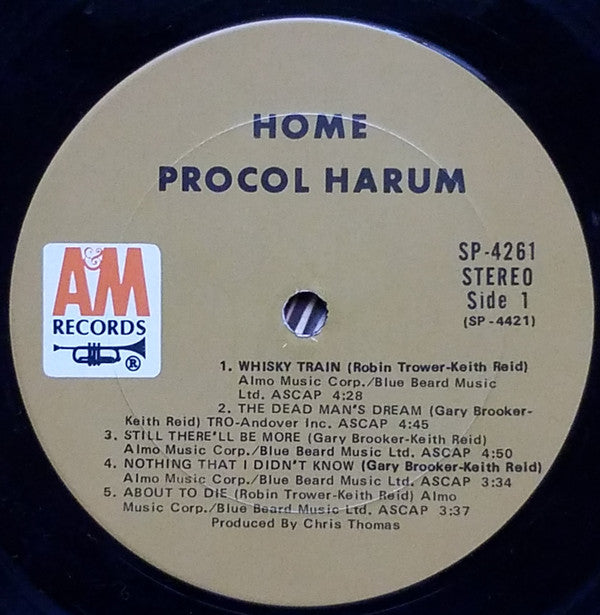 HOME
PROCOL HARUM
A&M
RECORDS
®
SP-4261
STEREO
Side 1
(SP-4421)
1. WHISKY TRAIN (Robin Trower-Keith Reid)
Almo Music Corp./Blue Beard Music
Ltd. ASCAP 4:28
2. THE DEAD MAN'S DREAM (Gary Brooker-
Keith Reid) TRO-Andover Inc. ASCAP 4:45
3. STILL THERE'LL BE MORE (Gary Brooker-Keith Reid)
Almo Music Corp./Blue Beard Music Ltd. ASCAP 4:50
4. NOTHING THAT I DIDN'T KNOW (Gary Brooker-Keith Reid)
Almo Music Corp./Blue Beard Music Ltd. ASCAP 3:34
5. ABOUT TO DIE (Robin Trower-Keith Reid) Almo
Music Corp./Blue Beard Music Ltd. ASCAP 3:37
Produced By Chris Thomas